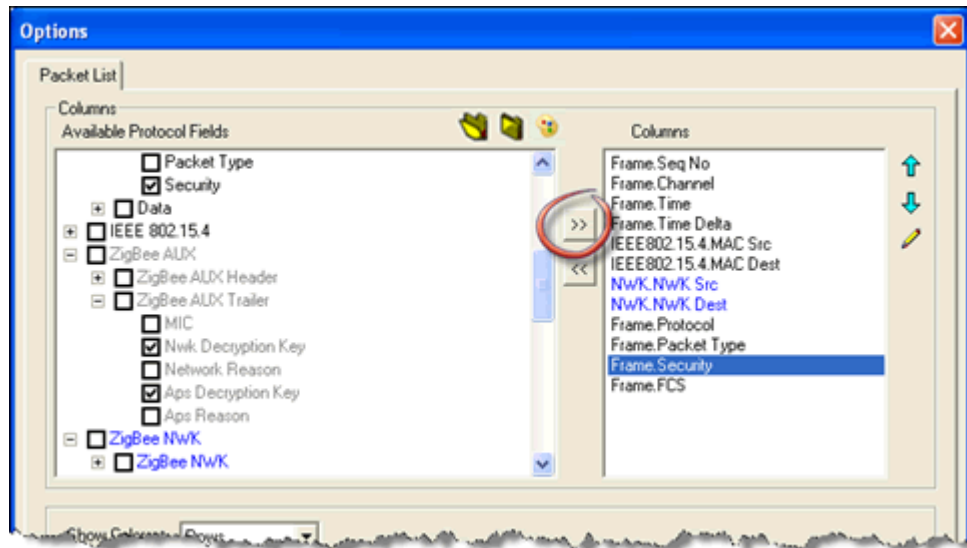 Options
Packet List
Columns
Available Protocol Fields
Packet Type
Security
Data
IEEE 802.15.4
ZigBee AUX
ZigBee AUX Header
ZigBee AUX Trailer
MIC
Nwk Decryption Key
Network Reason
Aps Decryption Key
Aps Reason
ZigBee NWK
ZigBee NWK
>>
<<
Columns
Frame.Seq No
Frame.Channel
Frame.Time
Frame.Time Delta
IEEE802.15.4.MAC Src
IEEE802.15.4.MAC Dest
NWK.NWK Src
NWK.NWK Dest
Frame.Protocol
Frame.Packet Type
Frame.Security
Frame.FCS
Show